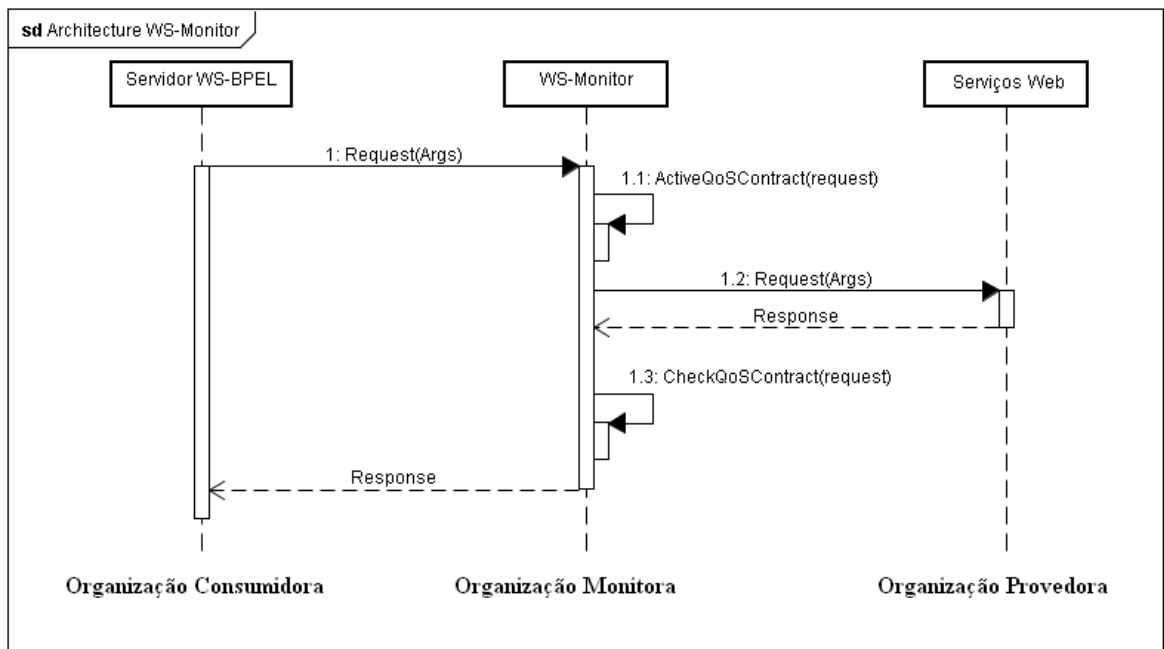 sd Architecture WS-Monitor
Servidor WS-BPEL
WS-Monitor
Serviços Web
1: Request(Args)
1.1: ActiveQoSContract(request)
1.2: Request(Args)
Response
1.3: CheckQoSContract(request)
Response
Organização Consumidora
Organização Monitora
Organização Provedora